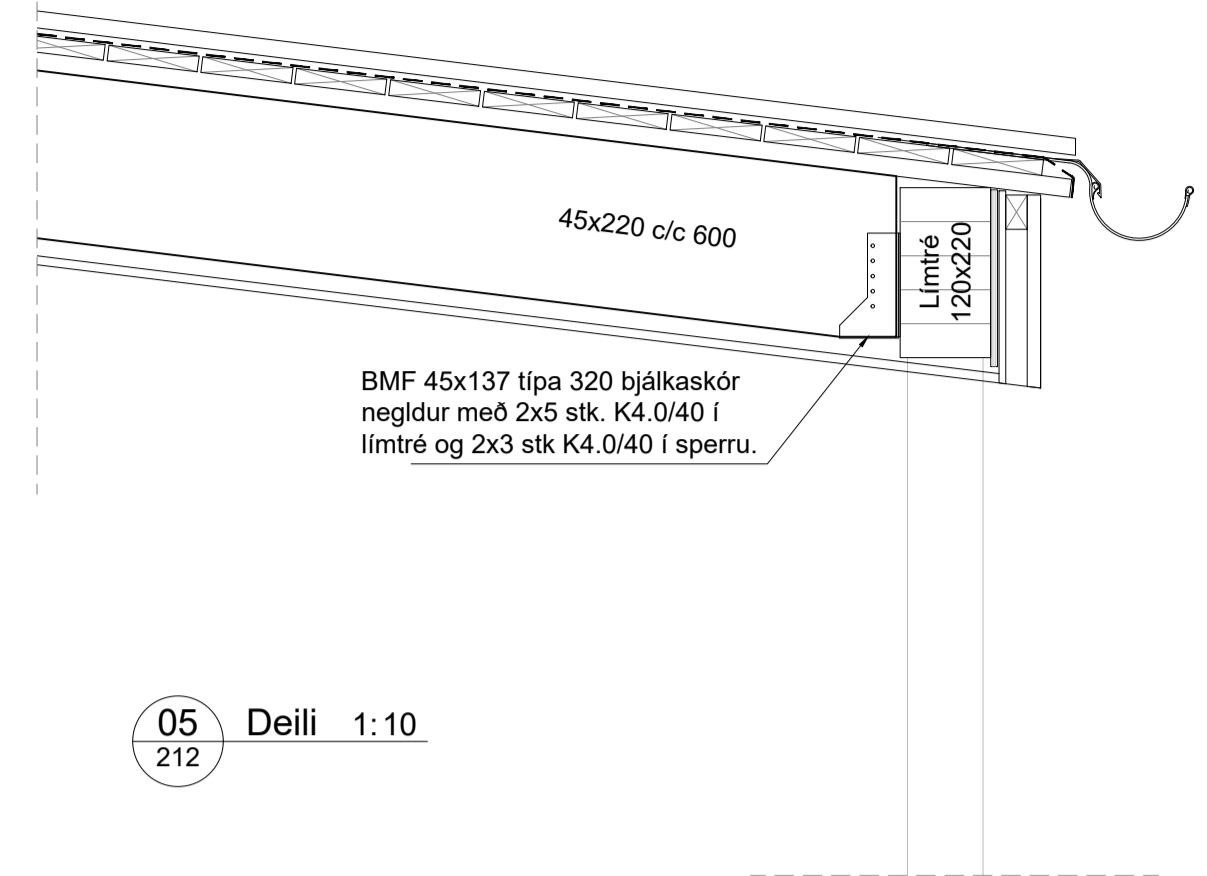 45x220 c/c 600
Límtré
120x220
BMF 45x137 típa 320 bjálkaskór
negldur með 2x5 stk. K4.0/40 í
límtré og 2x3 stk K4.0/40 í sperru.
05 Deili 1:10
212